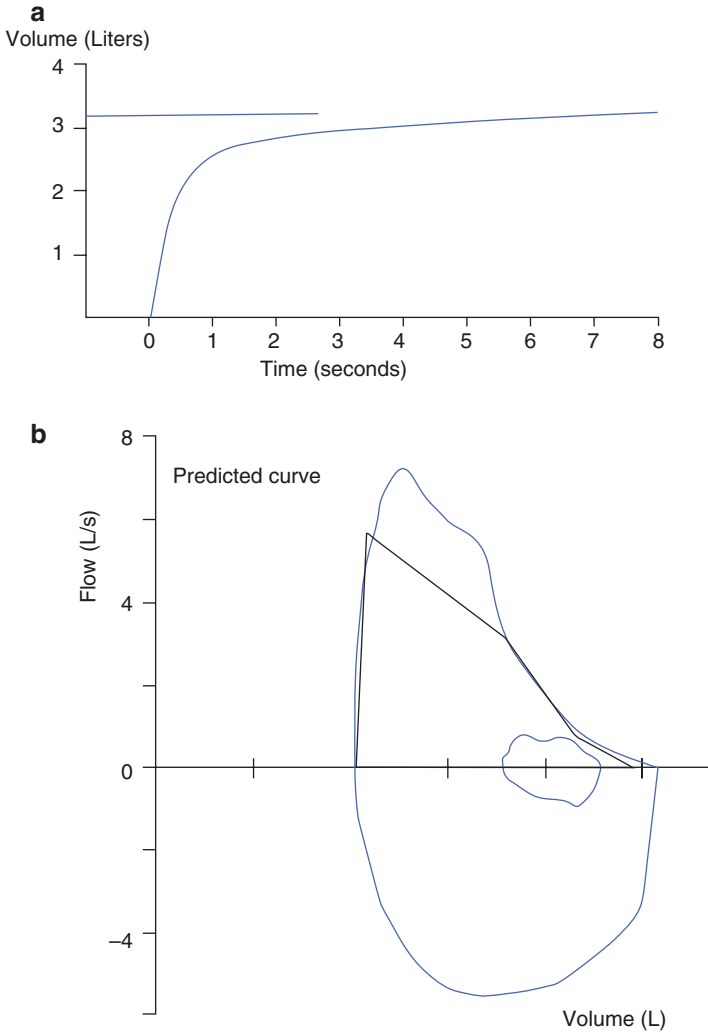 a
Volume (Liters)
4
3
2
1
0 1 2 3 4 5 6 7 8
Time (seconds)
b
8
Predicted curve
Flow (L/s)
4
0
–4
Volume (L)